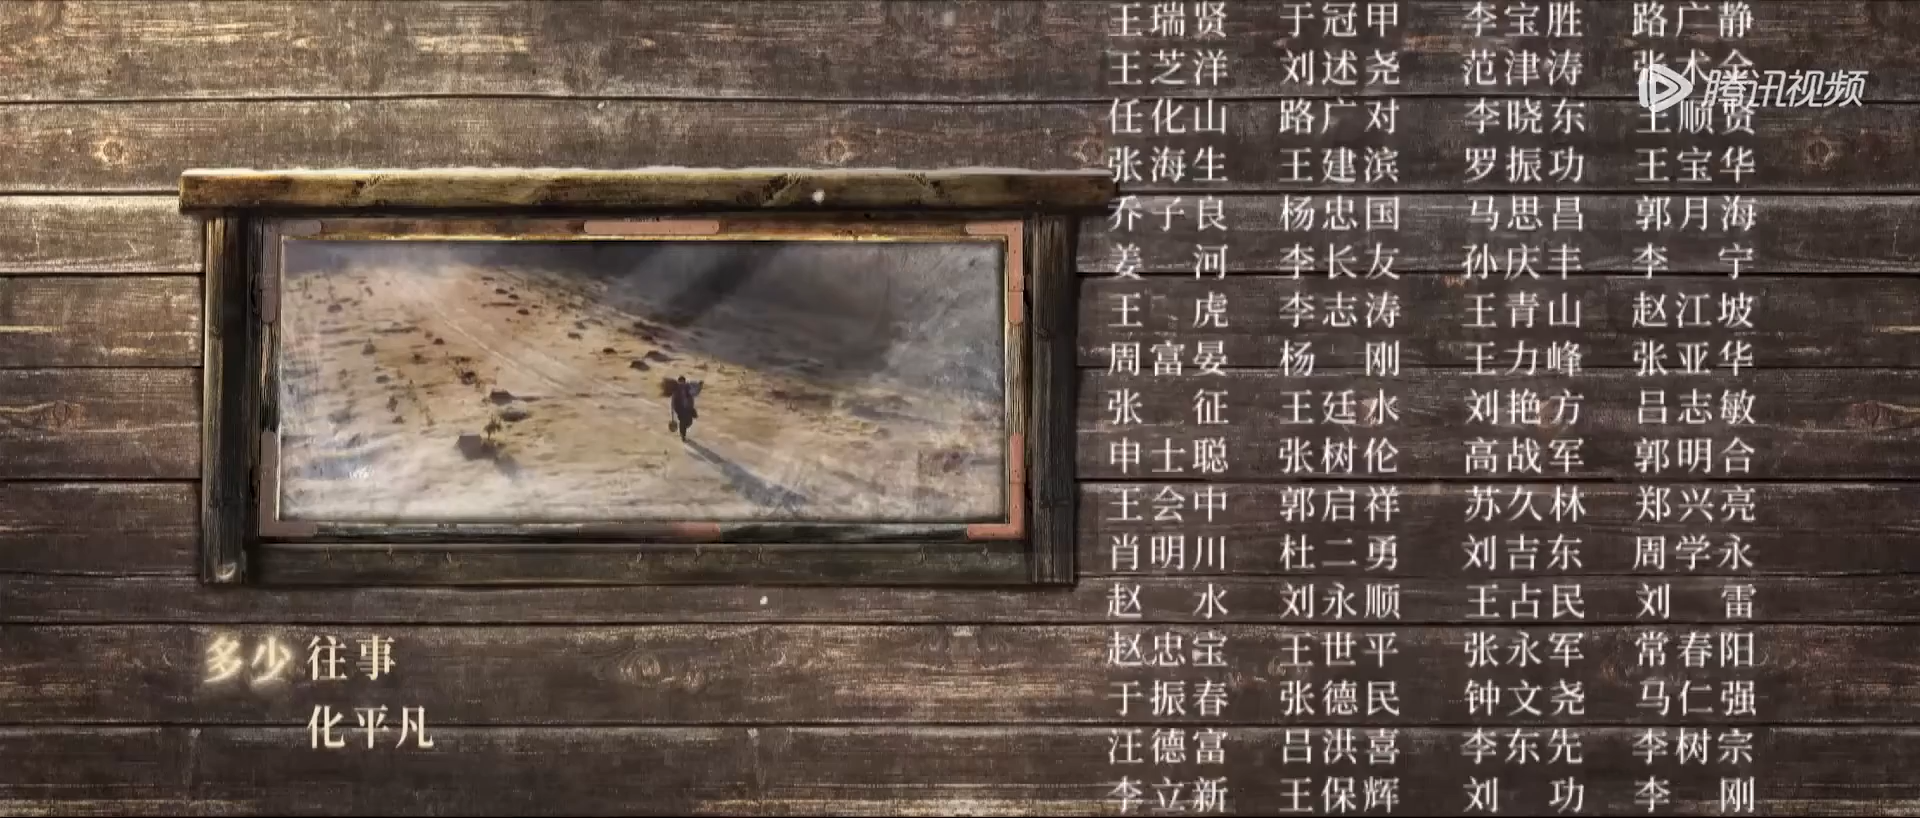 王瑞贤 于冠甲 李宝胜 路广静
王芝洋 刘述尧 范津涛 张术金
腾讯视频
任化山 路广对 李晓东 王顺贤
张海生 王建滨 罗振功 王宝华
乔子良 杨忠国 马思昌 郭月海
姜河 李长友 孙庆丰 李宁
王虎 李志涛 王青山 赵江坡
周富晏 杨刚 王力峰 张亚华
张征 王廷水 刘艳方 吕志敏
申士聪 张树伦 高战军 郭明合
王会中 郭启祥 苏久林 郑兴亮
肖明川 杜二勇 刘吉东 周学永
赵水 刘永顺 王占民 刘雷
赵忠宝 王世平 张永军 常春阳
于振春 张德民 钟文尧 马仁强
汪德富 吕洪喜 李东先 李树宗
李立新 王保辉 刘功 李刚
多少往事
化平凡